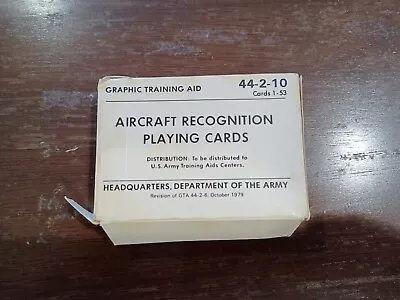 GRAPHIC TRAINING AID
44-2-10
Cards 1-53
AIRCRAFT RECOGNITION
PLAYING CARDS
DISTRIBUTION: To be distributed to
U.S. Army Training Aids Centers.
HEADQUARTERS, DEPARTMENT OF THE ARMY
Revision of GTA 44-2-6, October 1979